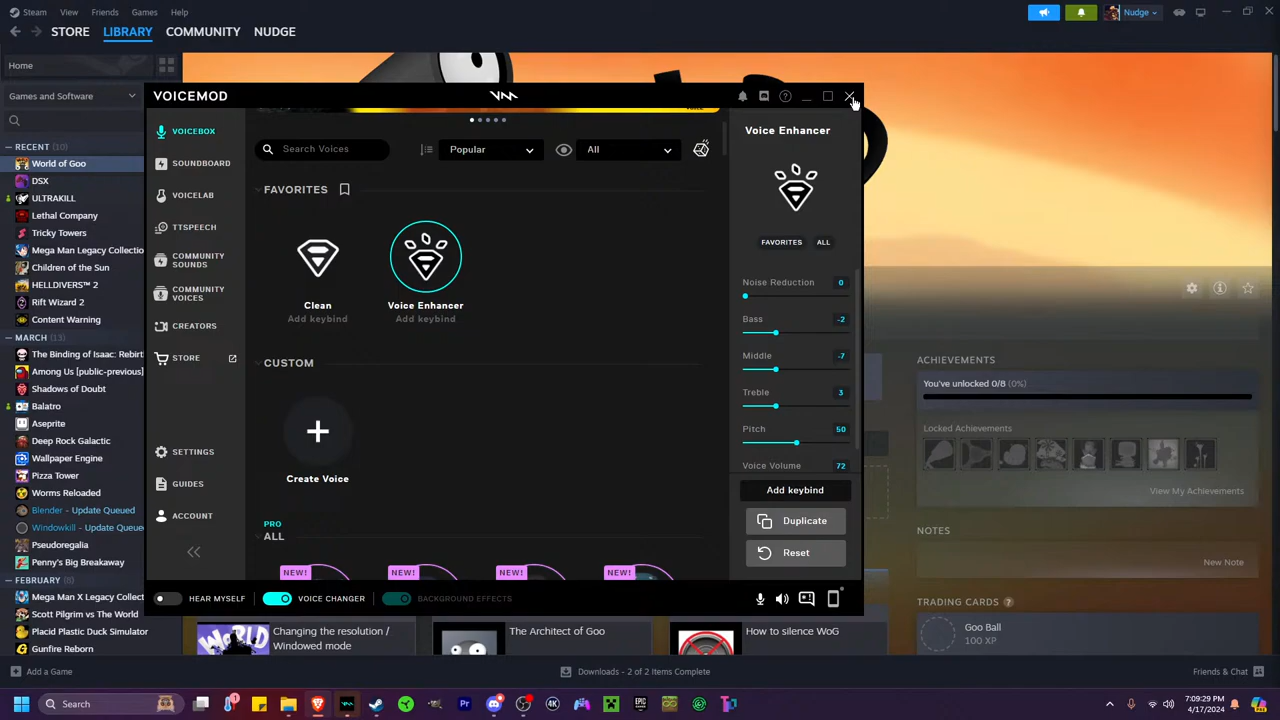 Steam View Friends Games Help
Nudge
STORE LIBRARY COMMUNITY NUDGE
Home
Games and Software
RECENT (10)
World of Goo
DSX
ULTRAKILL
Lethal Company
Tricky Towers
Mega Man Legacy Collectio
Children of the Sun
HELLDIVERS™ 2
Rift Wizard 2
Content Warning
MARCH (13)
The Binding of Isaac: Rebirt
Among Us [public-previous]
Shadows of Doubt
Balatro
Aseprite
Deep Rock Galactic
Wallpaper Engine
Pizza Tower
Worms Reloaded
Blender - Update Queued
Windowkill - Update Queued
Pseudoregalia
Penny's Big Breakaway
FEBRUARY (8)
Mega Man X Legacy Collect
Scott Pilgrim vs The World
Placid Plastic Duck Simulator
Gunfire Reborn
Add a Game
VOICEMOD
VOICEBOX
SOUNDBOARD
VOICELAB
TTSPEECH
COMMUNITY
SOUNDS
COMMUNITY
VOICES
CREATORS
STORE
SETTINGS
GUIDES
ACCOUNT
Search Voices
Popular
All
FAVORITES
Clean
Add keybind
Voice Enhancer
Add keybind
CUSTOM
Create Voice
PRO
ALL
NEW! NEW! NEW! NEW!
Voice Enhancer
FAVORITES ALL
Noise Reduction 0
Bass -2
Middle -7
Treble 3
Pitch 50
Voice Volume 72
Add keybind
Duplicate
Reset
HEAR MYSELF VOICE CHANGER BACKGROUND EFFECTS
ACHIEVEMENTS
You've unlocked 0/8 (0%)
Locked Achievements
View My Achievements
NOTES
New Note
TRADING CARDS
Goo Ball
100 XP
WORLD
Changing the resolution /
Windowed mode
The Architect of Goo
How to silence WoG
Downloads - 2 of 2 Items Complete
Friends & Chat
Search
7:09:29 PM
4/17/2024